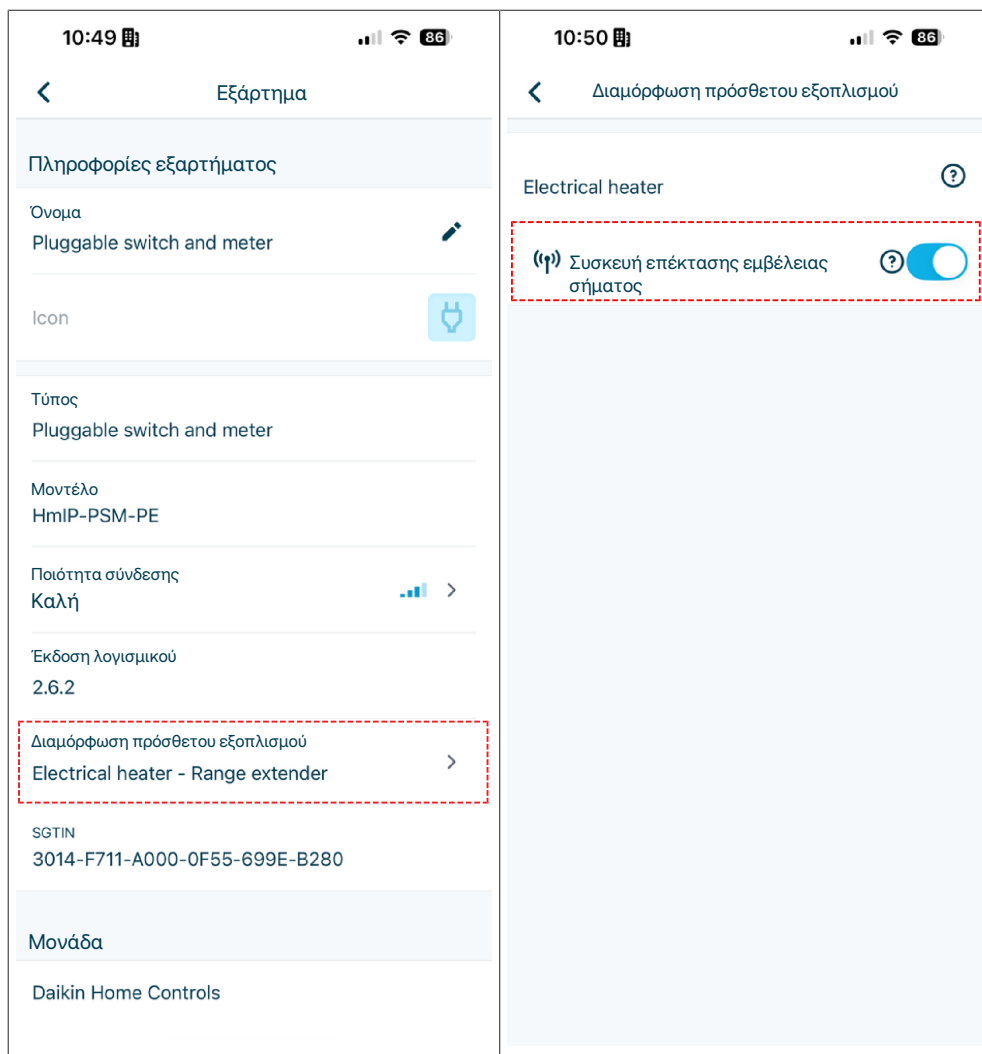 10:49
86
Εξάρτημα
Πληροφορίες εξαρτήματος
Όνομα
Pluggable switch and meter
Icon
Τύπος
Pluggable switch and meter
Μοντέλο
HmIP-PSM-PE
Ποιότητα σύνδεσης
Καλή
Έκδοση λογισμικού
2.6.2
Διαμόρφωση πρόσθετου εξοπλισμού
Electrical heater - Range extender
SGTIN
3014-F711-A000-0F55-699E-B280
Μονάδα
Daikin Home Controls
10:50
86
Διαμόρφωση πρόσθετου εξοπλισμού
Electrical heater
?
Συσκευή επέκτασης εμβέλειας
?
σήματος